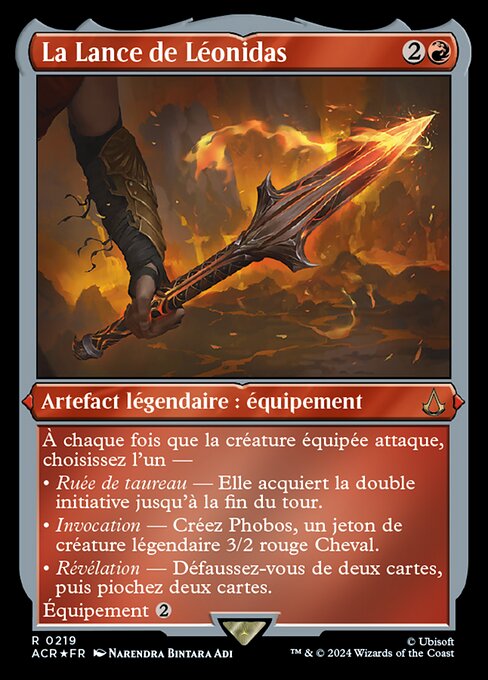 La Lance de Léonidas 2
Artefact légendaire : équipement
À chaque fois que la créature équipée attaque,
choisissez l'un —
• Ruée de taureau — Elle acquiert la double
initiative jusqu'à la fin du tour.
• Invocation — Créez Phobos, un jeton de
créature légendaire 3/2 rouge Cheval.
• Révélation — Défaussez-vous de deux cartes,
puis piochez deux cartes.
Équipement 2
R 0219
ACR★FR Narendra Bintara Adi
© Ubisoft
™ & © 2024 Wizards of the Coast